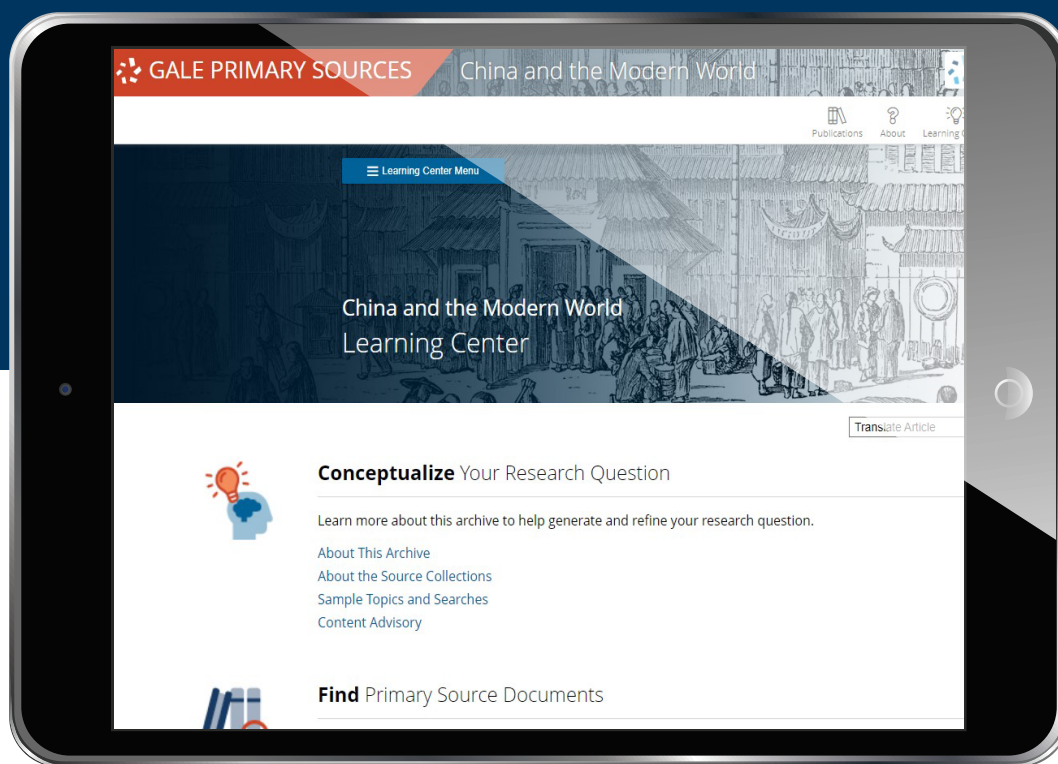 GALE PRIMARY SOURCES China and the Modern World
Publications About Learning
Learning Center Menu
China and the Modern World
Learning Center
Translate Article
Conceptualize Your Research Question
Learn more about this archive to help generate and refine your research question.
About This Archive
About the Source Collections
Sample Topics and Searches
Content Advisory
Find Primary Source Documents